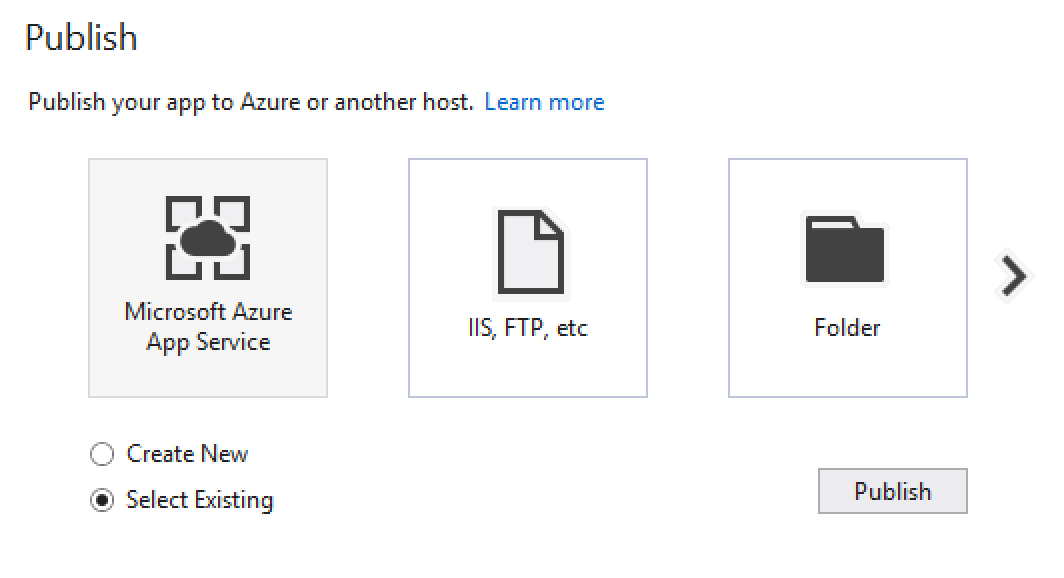 Publish
Publish your app to Azure or another host. Learn more
Microsoft Azure
App Service
IIS, FTP, etc
Folder
Create New
Select Existing
Publish